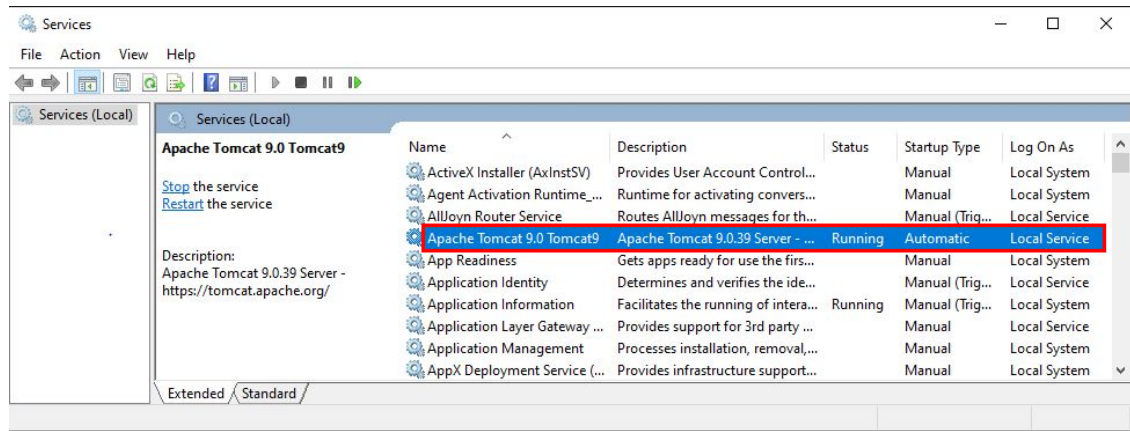 Services
File Action View Help
Services (Local)
Services (Local)
Apache Tomcat 9.0 Tomcat9
Stop the service
Restart the service
Description:
Apache Tomcat 9.0.39 Server -
https://tomcat.apache.org/
Name Description Status Startup Type Log On As
ActiveX Installer (AxInstSV) Provides User Account Control... Manual Local System
Agent Activation Runtime_... Runtime for activating convers... Manual Local System
AllJoyn Router Service Routes AllJoyn messages for th... Manual (Trig... Local Service
Apache Tomcat 9.0 Tomcat9 Apache Tomcat 9.0.39 Server - ... Running Automatic Local Service
App Readiness Gets apps ready for use the firs... Manual Local System
Application Identity Determines and verifies the ide... Manual (Trig... Local Service
Application Information Facilitates the running of intera... Running Manual (Trig... Local System
Application Layer Gateway ... Provides support for 3rd party ... Manual Local Service
Application Management Processes installation, removal,... Manual Local System
AppX Deployment Service (... Provides infrastructure support... Manual Local System
Extended Standard